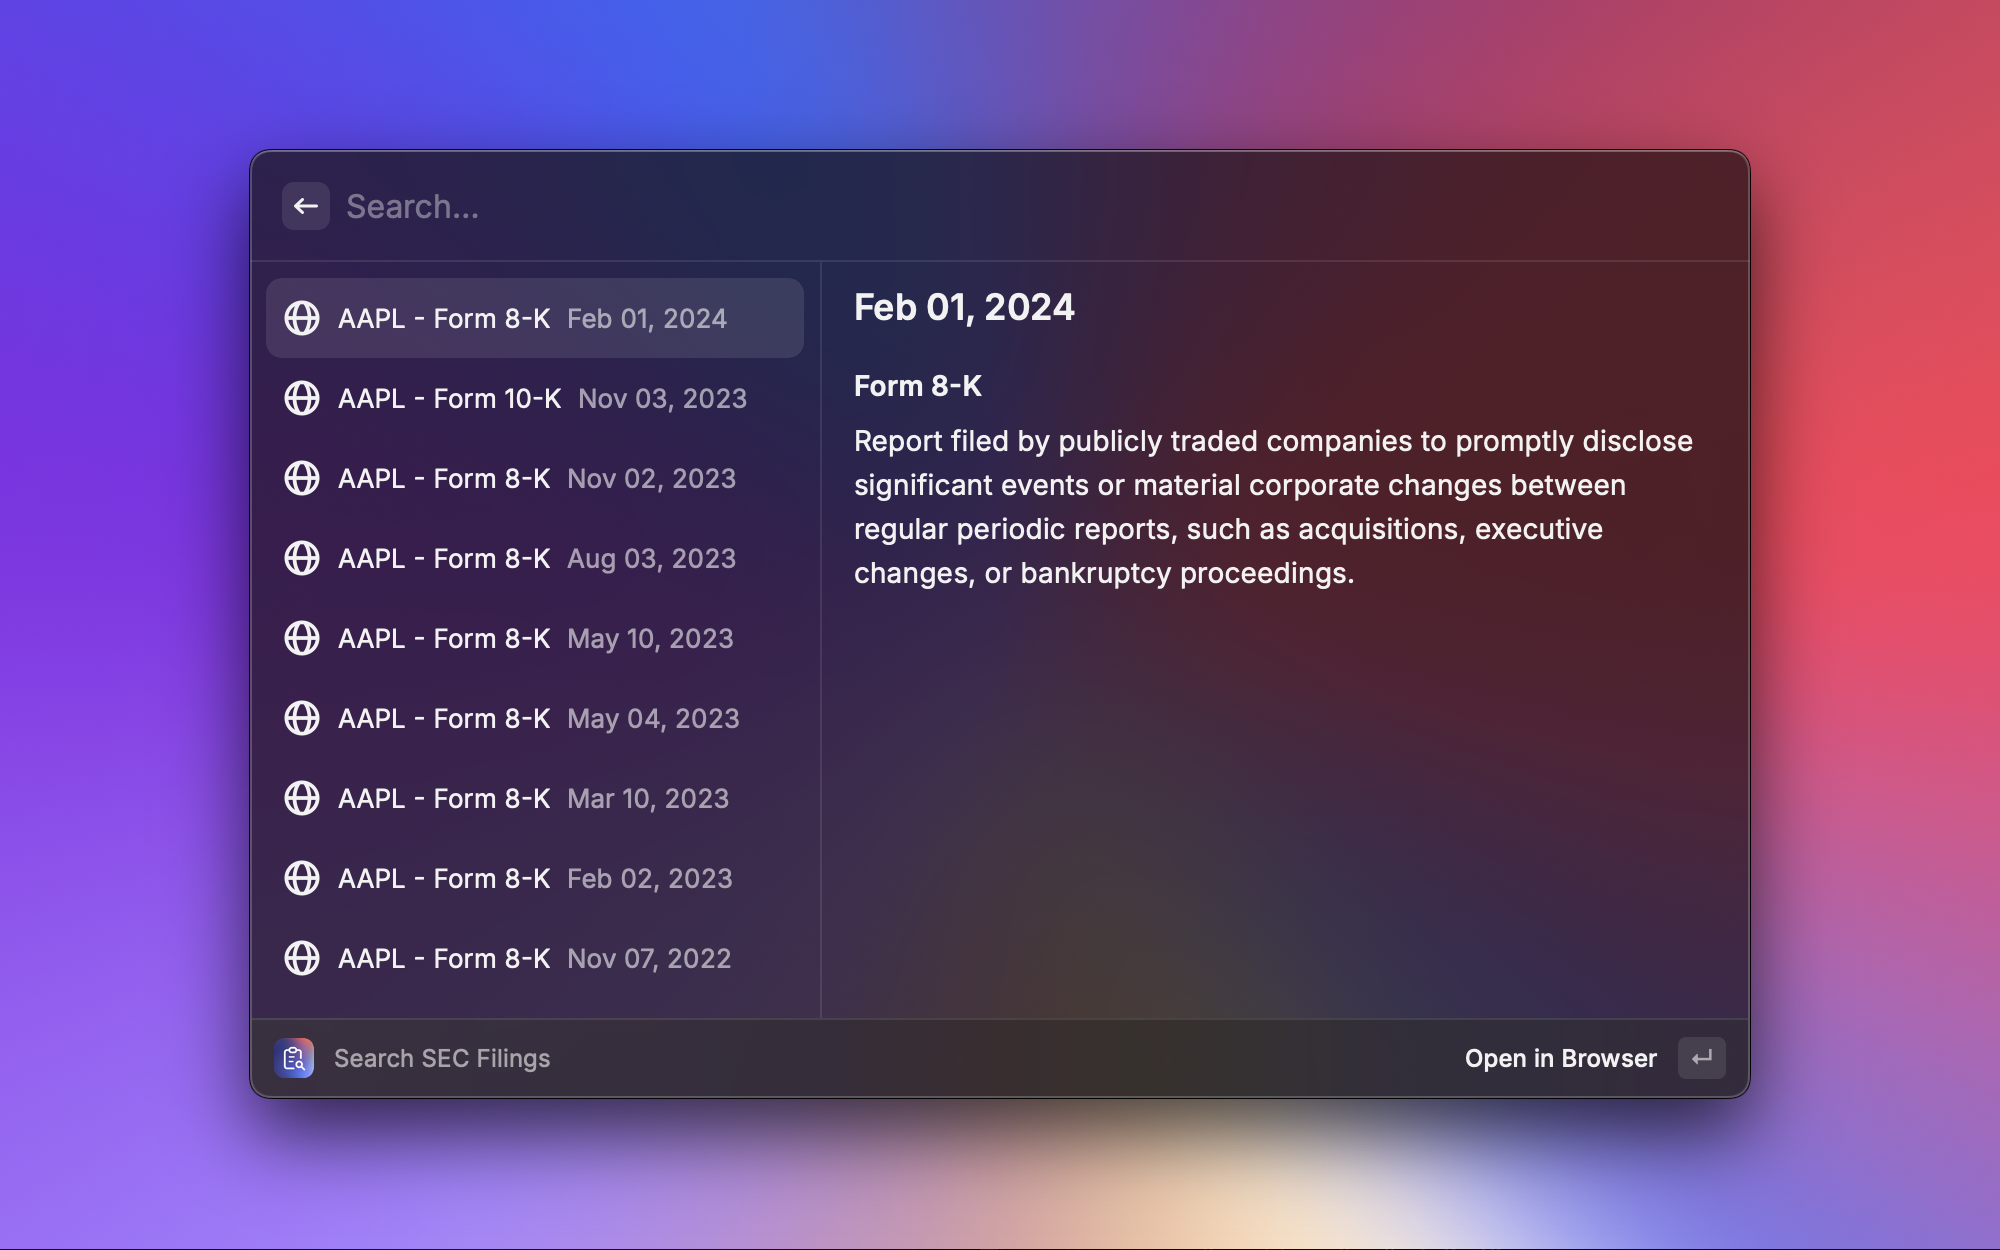 Search...
AAPL - Form 8-K Feb 01, 2024
AAPL - Form 10-K Nov 03, 2023
AAPL - Form 8-K Nov 02, 2023
AAPL - Form 8-K Aug 03, 2023
AAPL - Form 8-K May 10, 2023
AAPL - Form 8-K May 04, 2023
AAPL - Form 8-K Mar 10, 2023
AAPL - Form 8-K Feb 02, 2023
AAPL - Form 8-K Nov 07, 2022
Feb 01, 2024
Form 8-K
Report filed by publicly traded companies to promptly disclose
significant events or material corporate changes between
regular periodic reports, such as acquisitions, executive
changes, or bankruptcy proceedings.
Search SEC Filings
Open in Browser